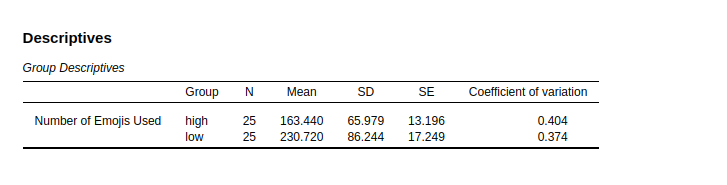 Descriptives
Group Descriptives
Group N Mean SD SE Coefficient of variation
Number of Emojis Used high 25 163.440 65.979 13.196 0.404
low 25 230.720 86.244 17.249 0.374